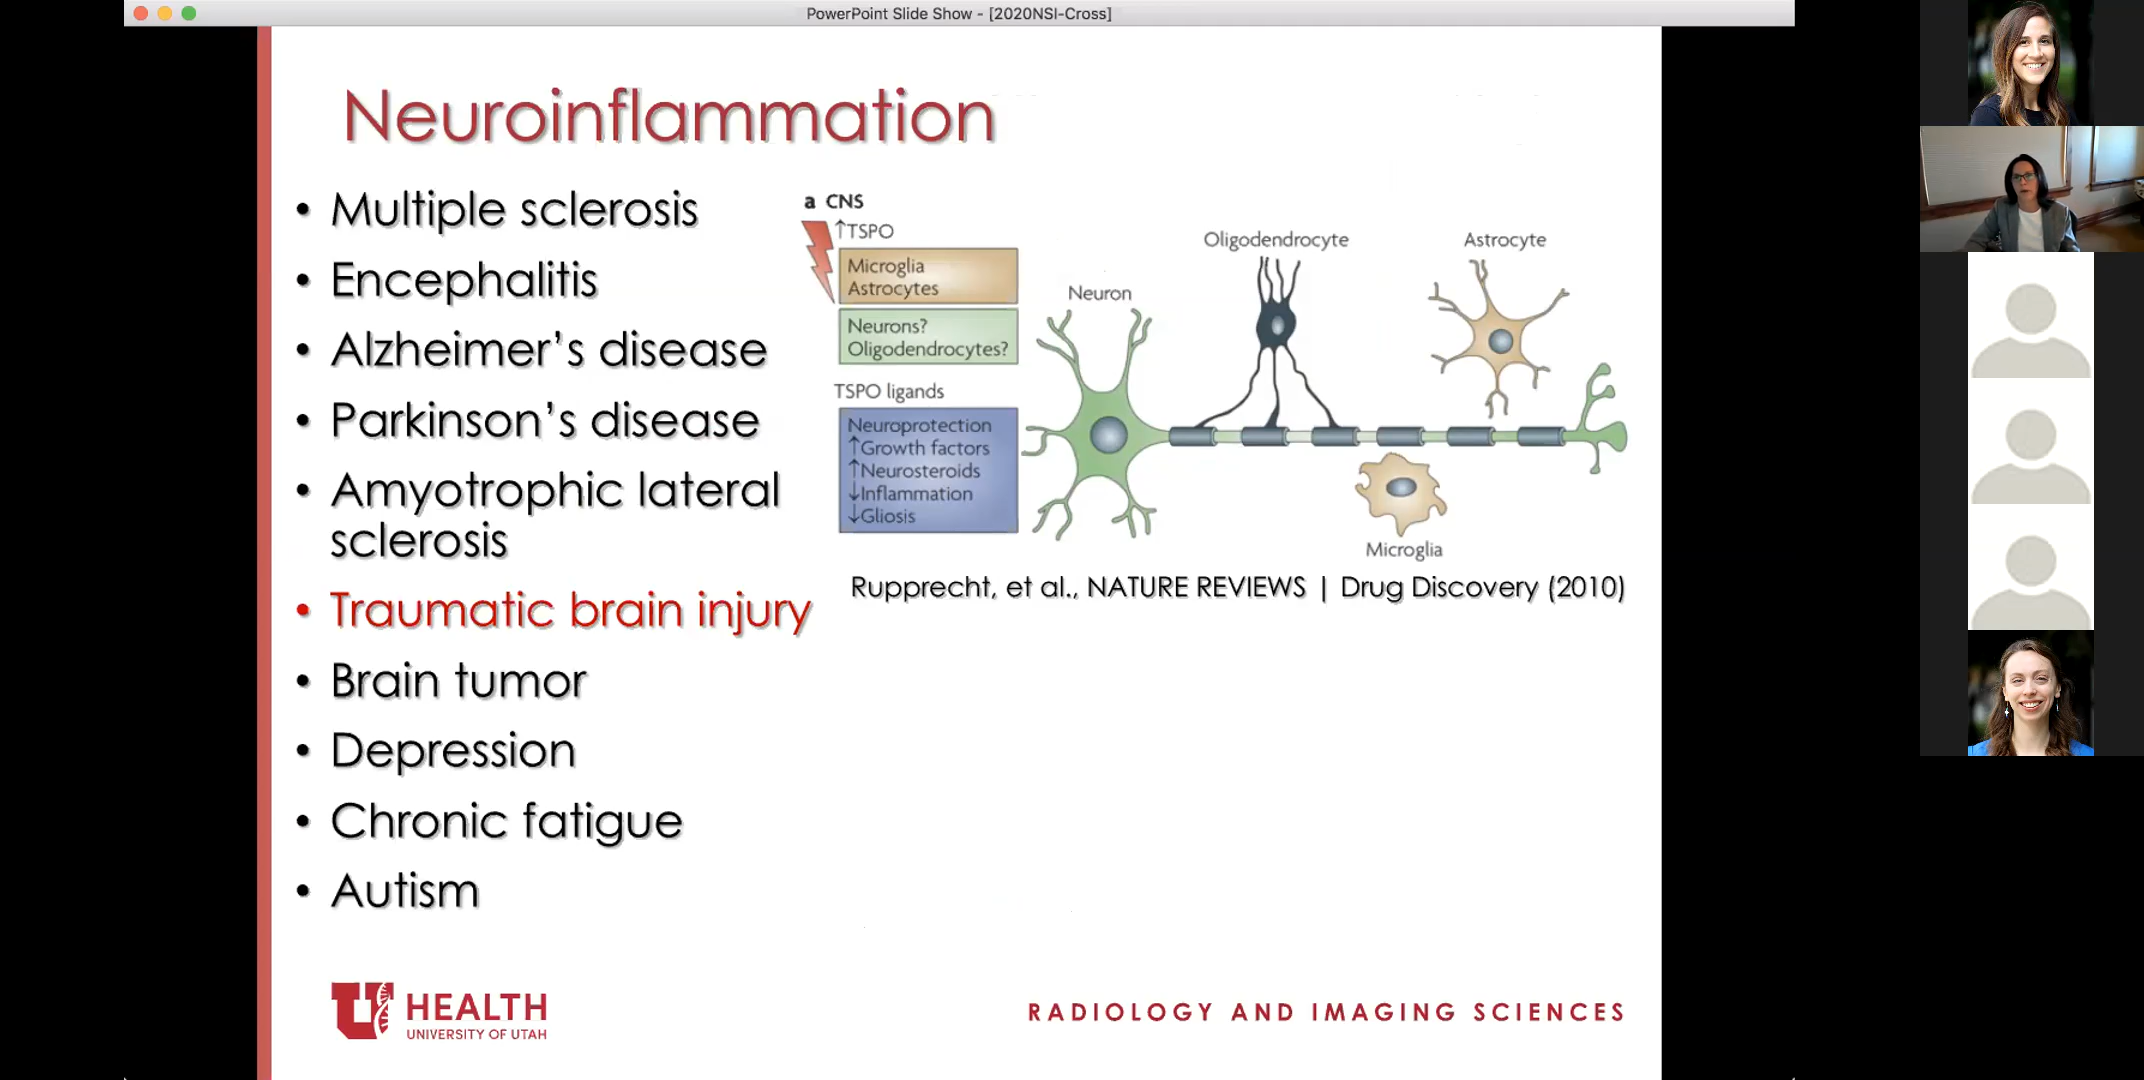 PowerPoint Slide Show - [2020NSI-Cross]
Neuroinflammation
• Multiple sclerosis
• Encephalitis
• Alzheimer’s disease
• Parkinson’s disease
• Amyotrophic lateral
sclerosis
• Traumatic brain injury
• Brain tumor
• Depression
• Chronic fatigue
• Autism
a CNS
↑TSPO
Microglia
Astrocytes
Neurons?
Oligodendrocytes?
TSPO ligands
Neuroprotection
↑Growth factors
↑Neurosteroids
↓Inflammation
↓Gliosis
Neuron
Oligodendrocyte
Astrocyte
Microglia
Rupprecht, et al., NATURE REVIEWS | Drug Discovery (2010)
U HEALTH
UNIVERSITY OF UTAH
RADIOLOGY AND IMAGING SCIENCES